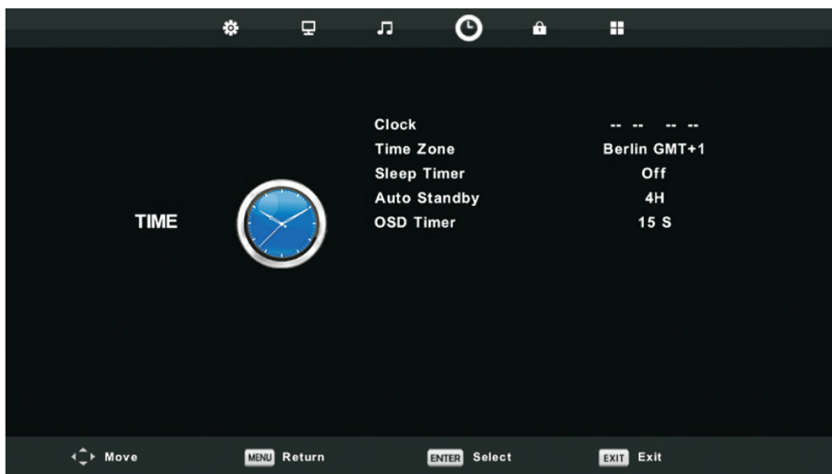 Clock -- -- -- --
Time Zone Berlin GMT+1
Sleep Timer Off
Auto Standby 4H
TIME
OSD Timer 15 S
Move MENU Return ENTER Select EXIT Exit